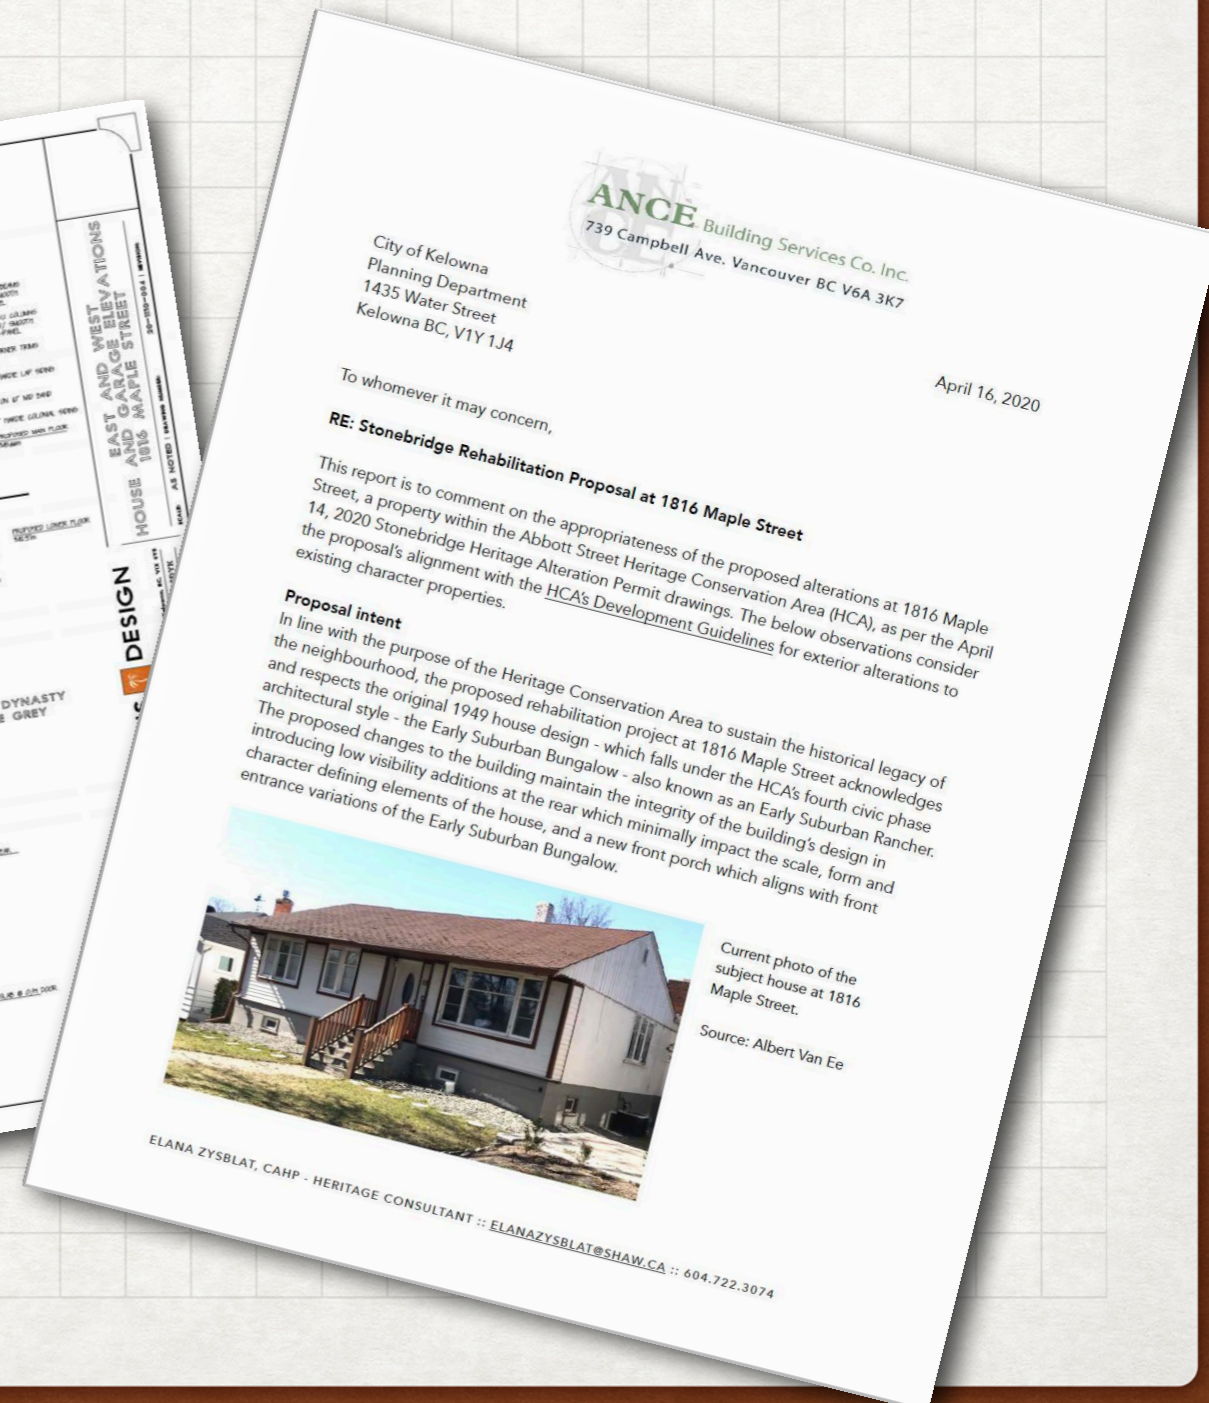 ANCE Building Services Co. Inc.
739 Campbell Ave. Vancouver BC V6A 3K7
City of Kelowna
Planning Department
1435 Water Street
Kelowna BC, V1Y 1J4
April 16, 2020
To whomever it may concern,
RE: Stonebridge Rehabilitation Proposal at 1816 Maple Street
This report is to comment on the appropriateness of the proposed alterations at 1816 Maple
Street, a property within the Abbott Street Heritage Conservation Area (HCA), as per the April
14, 2020 Stonebridge Heritage Alteration Permit drawings. The below observations consider
the proposal's alignment with the HCA's Development Guidelines for exterior alterations to
existing character properties.
Proposal intent
In line with the purpose of the Heritage Conservation Area to sustain the historical legacy of
the neighbourhood, the proposed rehabilitation project at 1816 Maple Street acknowledges
and respects the original 1949 house design - which falls under the HCA's fourth civic phase
architectural style - the Early Suburban Bungalow - also known as an Early Suburban Rancher.
The proposed changes to the building maintain the integrity of the building's design in
introducing low visibility additions at the rear which minimally impact the scale, form and
character defining elements of the house, and a new front porch which aligns with front
entrance variations of the Early Suburban Bungalow.
Current photo of the
subject house at 1816
Maple Street.
Source: Albert Van Ee
ELANA ZYSBLAT, CAHP - HERITAGE CONSULTANT :: ELANAZYSBLAT@SHAW.CA :: 604.722.3074
EAST AND WEST
HOUSE AND GARAGE ELEVATIONS
1816 MAPLE STREET
AS NOTED
DESIGN
PROPOSED LOWER FLOOR
DYNASTY
GREY